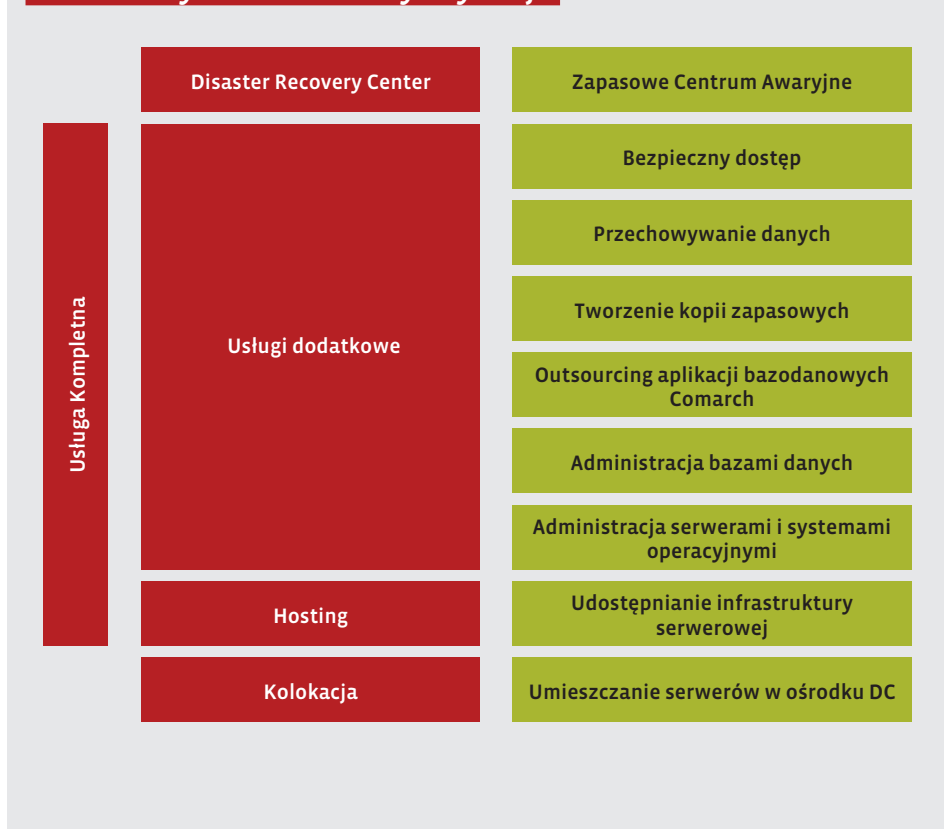 Disaster Recovery Center
Zapasowe Centrum Awaryjne
Usługa Kompletna
Usługi dodatkowe
Bezpieczny dostęp
Przechowywanie danych
Tworzenie kopii zapasowych
Outsourcing aplikacji bazodanowych
Comarch
Administracja bazami danych
Administracja serwerami i systemami
operacyjnymi
Hosting
Udostępnianie infrastruktury
serwerowej
Kolokacja
Umieszczanie serwerów w ośrodku DC